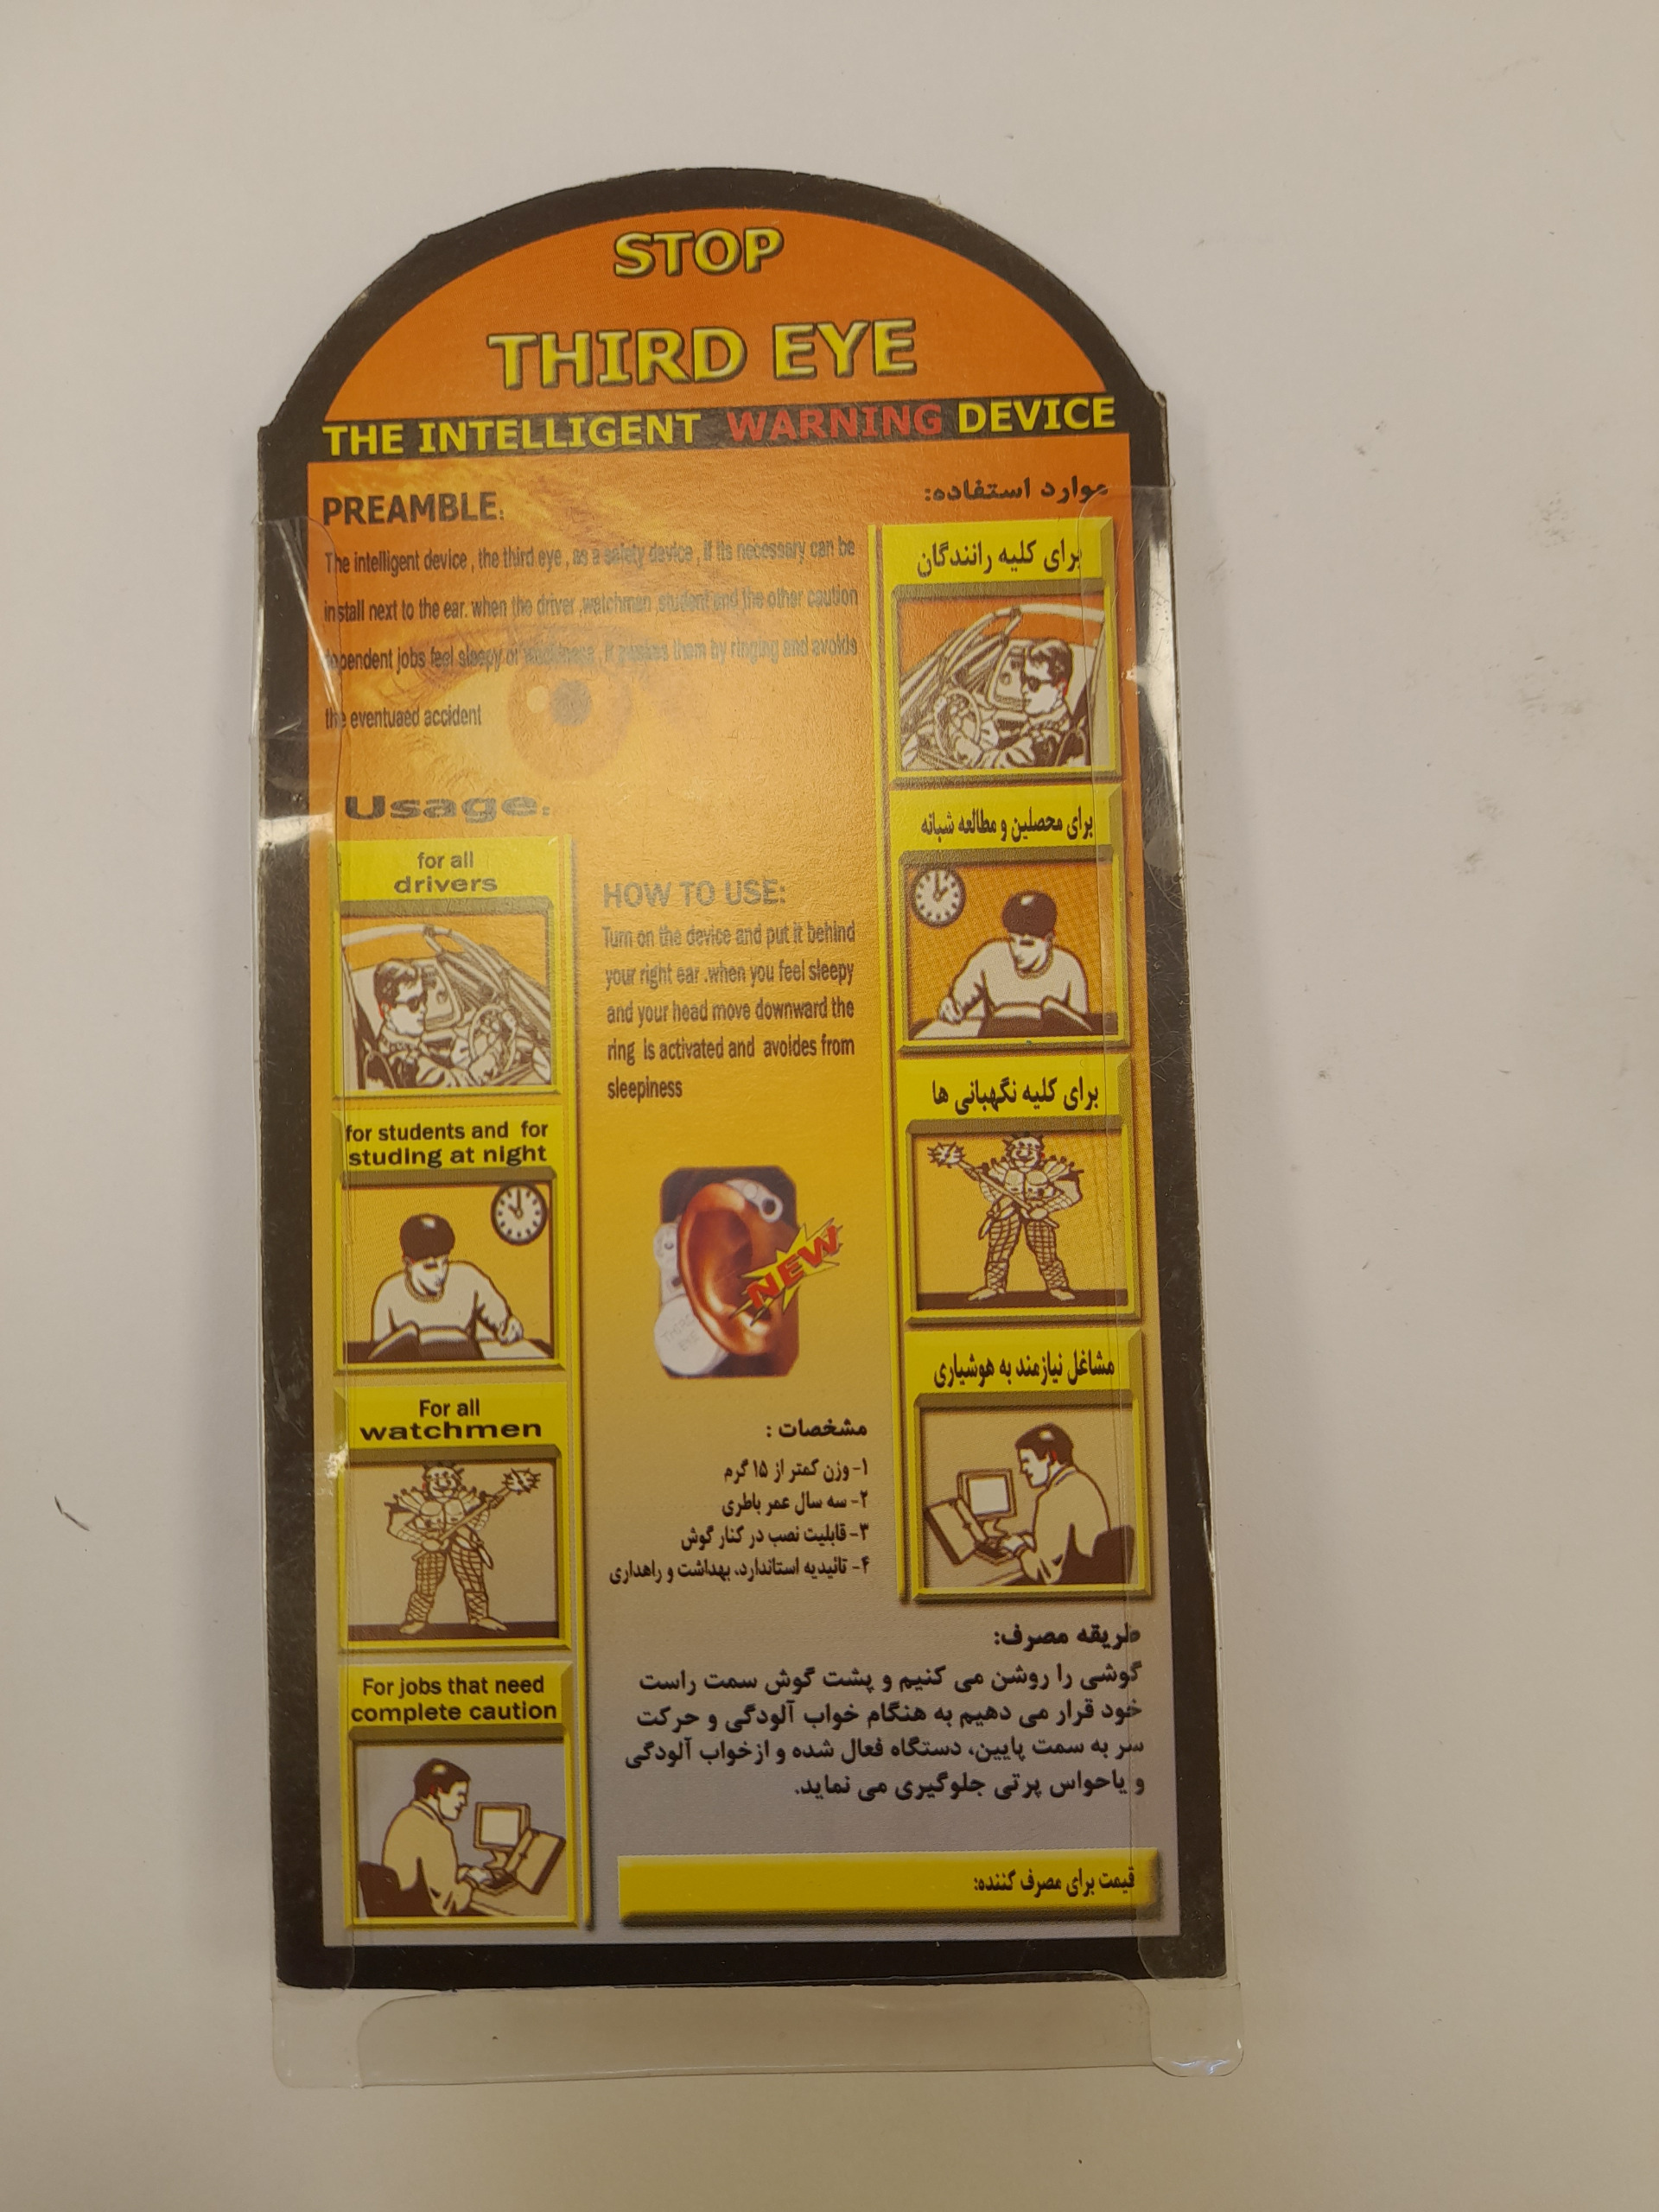 STOP
THIRD EYE
THE INTELLIGENT WARNING DEVICE
PREAMBLE:
The intelligent device , the third eye , as a safety device , if its necessary can be
install next to the ear. when the driver ,watchman ,student and the other caution
dependent jobs feel sleepy or , it them by ringing and avoids
the eventuaed accident
Usage:
for all
drivers
for students and for
studing at night
For all
watchmen
For jobs that need
complete caution
HOW TO USE:
Turn on the device and put it behind
your right ear .when you feel sleepy
and your head move downward the
ring is activated and avoides from
sleepiness
THIRD
EYE
NEW
مشخصات :
۱- وزن کمتر از ۱۵ گرم
۲- سه سال عمر باطری
۳- قابلیت نصب در کنار گوش
۴- تائیدیه استاندارد، بهداشت و راهداری
موارد استفاده:
برای کلیه رانندگان
برای محصلین و مطالعه شبانه
برای کلیه نگهبانی ها
مشاغل نیازمند به هوشیاری
طریقه مصرف:
گوشی را روشن می کنیم و پشت گوش سمت راست
خود قرار می دهیم به هنگام خواب آلودگی و حرکت
سر به سمت پایین، دستگاه فعال شده و ازخواب آلودگی
و یاحواس پرتی جلوگیری می نماید.
قیمت برای مصرف کننده: